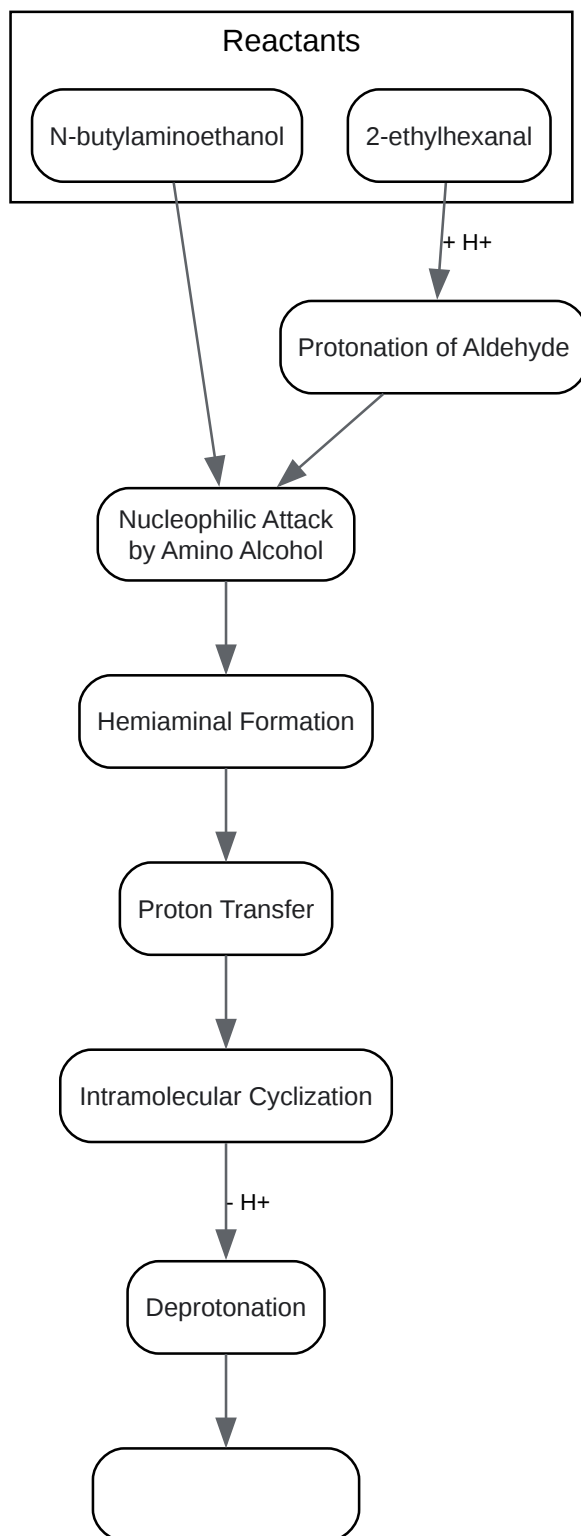 Reactants
N-butylaminoethanol
2-ethylhexanal
+ H+
Protonation of Aldehyde
Nucleophilic Attack
by Amino Alcohol
Hemiaminal Formation
Proton Transfer
Intramolecular Cyclization
- H+
Deprotonation